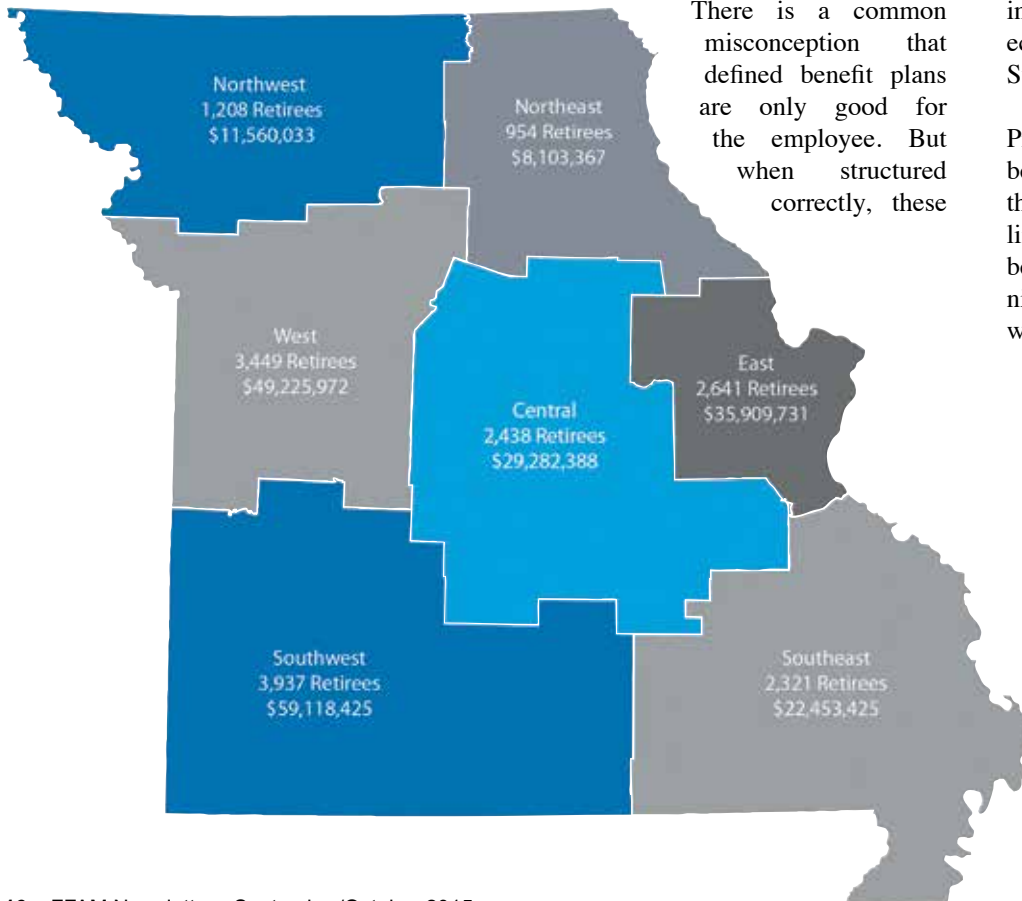 There is a common
misconception that
defined benefit plans
are only good for
the employee. But
when structured
correctly, these
Northwest
1,208 Retirees
$11,560,033
Northeast
954 Retirees
$8,103,367
West
3,449 Retirees
$49,225,972
Central
2,438 Retirees
$29,282,388
East
2,641 Retirees
$35,909,731
Southwest
3,937 Retirees
$59,118,425
Southeast
2,321 Retirees
$22,453,425